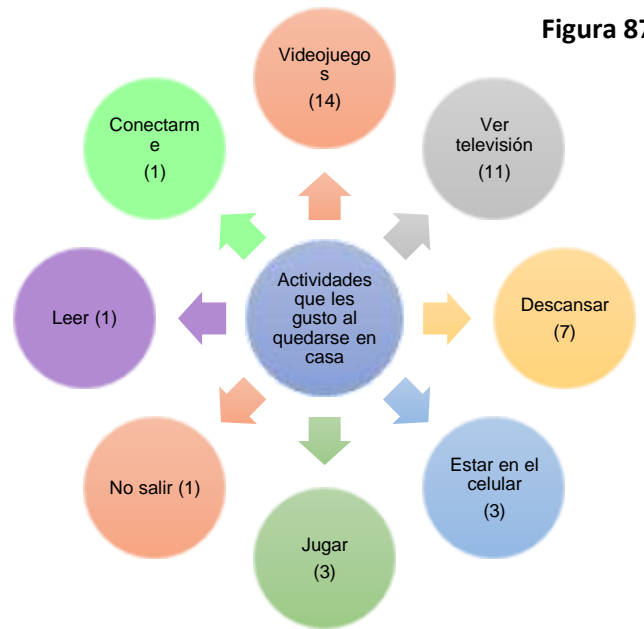 Figura 87
Videojuego
s
(14)
Ver
televisión
(11)
Descansar
(7)
Estar en el
celular
(3)
Jugar
(3)
No salir (1)
Leer (1)
Conectarm
e
(1)
Actividades
que les
gusto al
quedarse en
casa